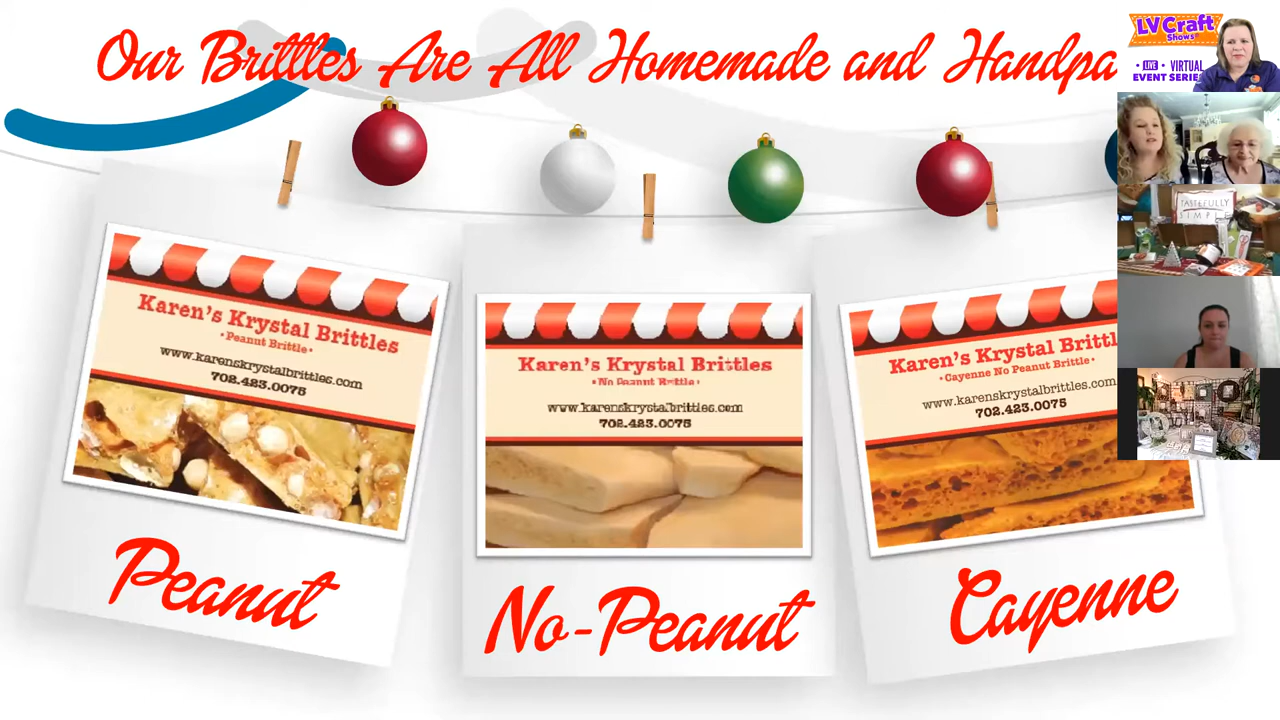 Our Brittles Are All Homemade and Handpa
LV Craft
Shows
• LIVE • VIRTUAL
EVENT SERIE
TASTEFULLY
SIMPLE
Karen's Krystal Brittles
• Peanut Brittle •
www.karenskrystalbrittles.com
702.423.0075
Peanut
Karen's Krystal Brittles
• No Peanut Brittle •
www.karenskrystalbrittles.com
702.423.0075
No-Peanut
Karen's Krystal Brittl
• Cayenne No Peanut Brittle •
www.karenskrystalbrittles.com
702.423.0075
Cayenne